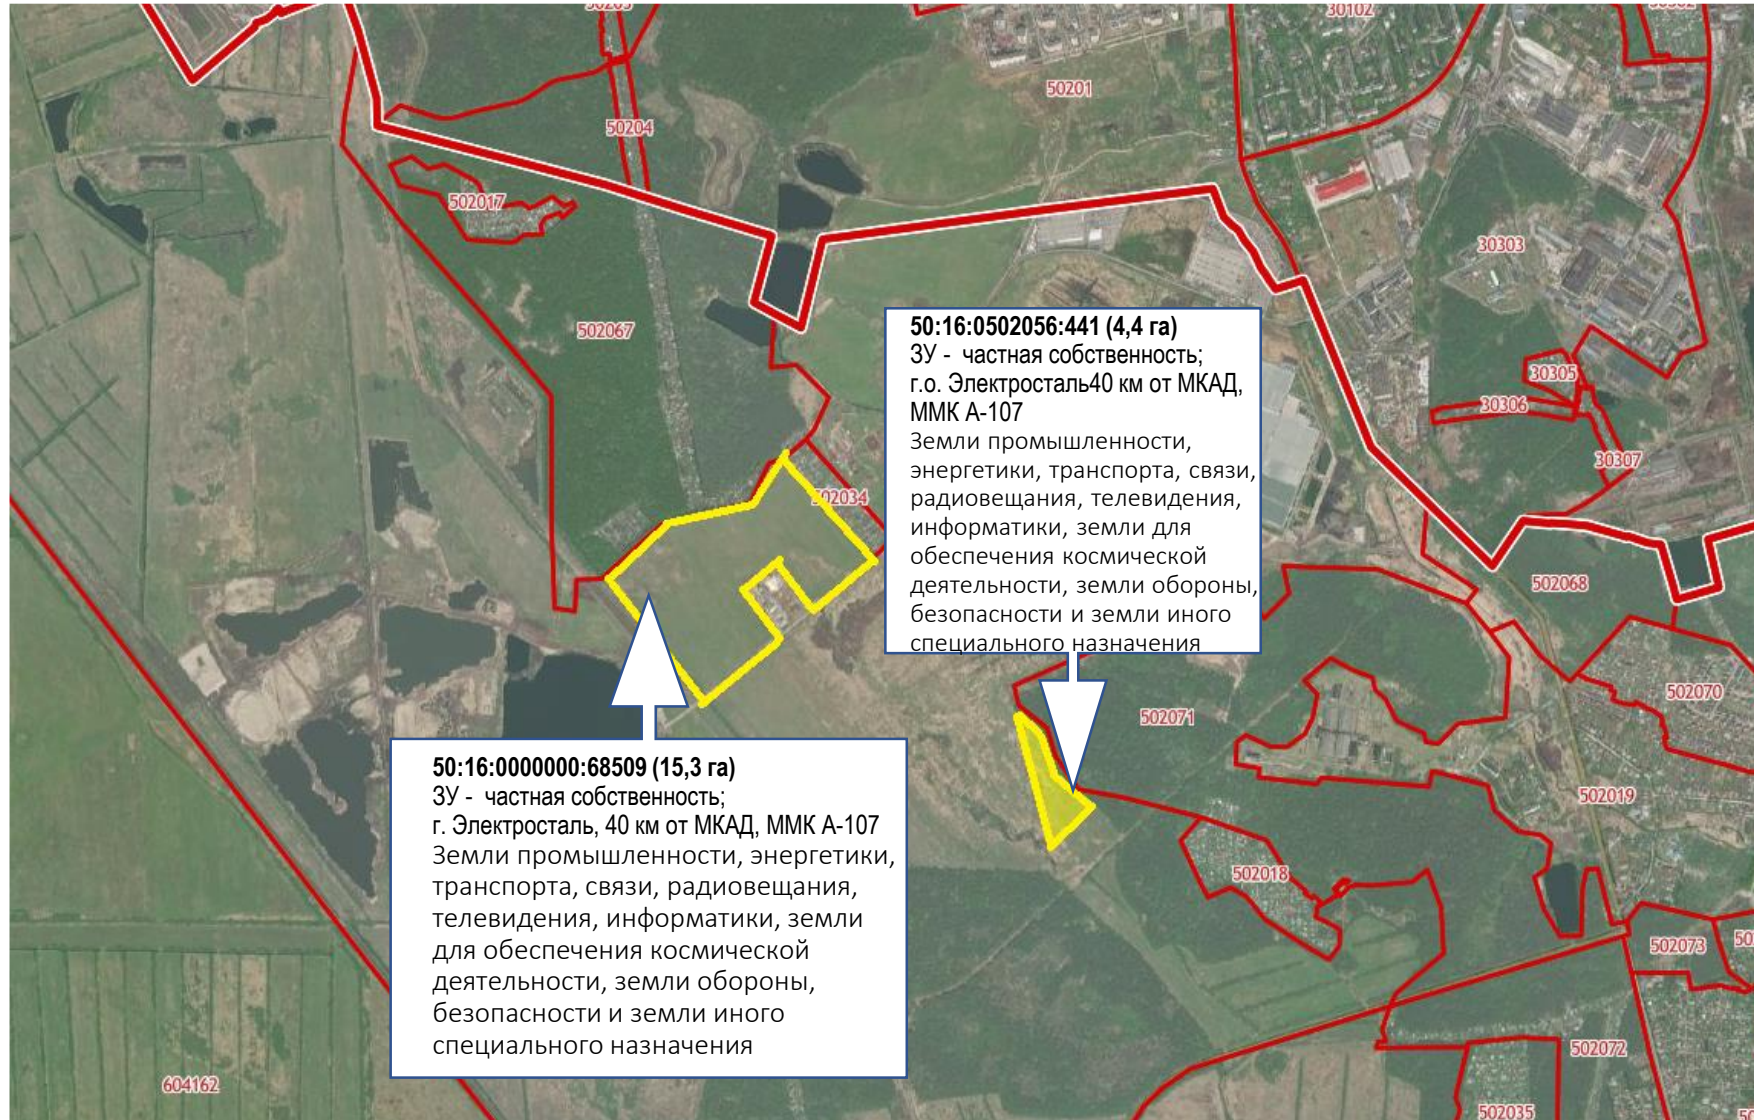 50203
30102
30302
50201
50204
502017
30303
502067
50:16:0502056:441 (4,4 га)
ЗУ - частная собственность;
г.о. Электросталь40 км от МКАД,
ММК А-107
Земли промышленности,
энергетики, транспорта, связи,
радиовещания, телевидения,
информатики, земли для
обеспечения космической
деятельности, земли обороны,
безопасности и земли иного
специального назначения
30305
30306
30307
502034
502068
502070
502071
50:16:0000000:68509 (15,3 га)
ЗУ - частная собственность;
г. Электросталь, 40 км от МКАД, ММК А-107
Земли промышленности, энергетики,
транспорта, связи, радиовещания,
телевидения, информатики, земли
для обеспечения космической
деятельности, земли обороны,
безопасности и земли иного
специального назначения
502019
502018
502073
502072
604162
502035